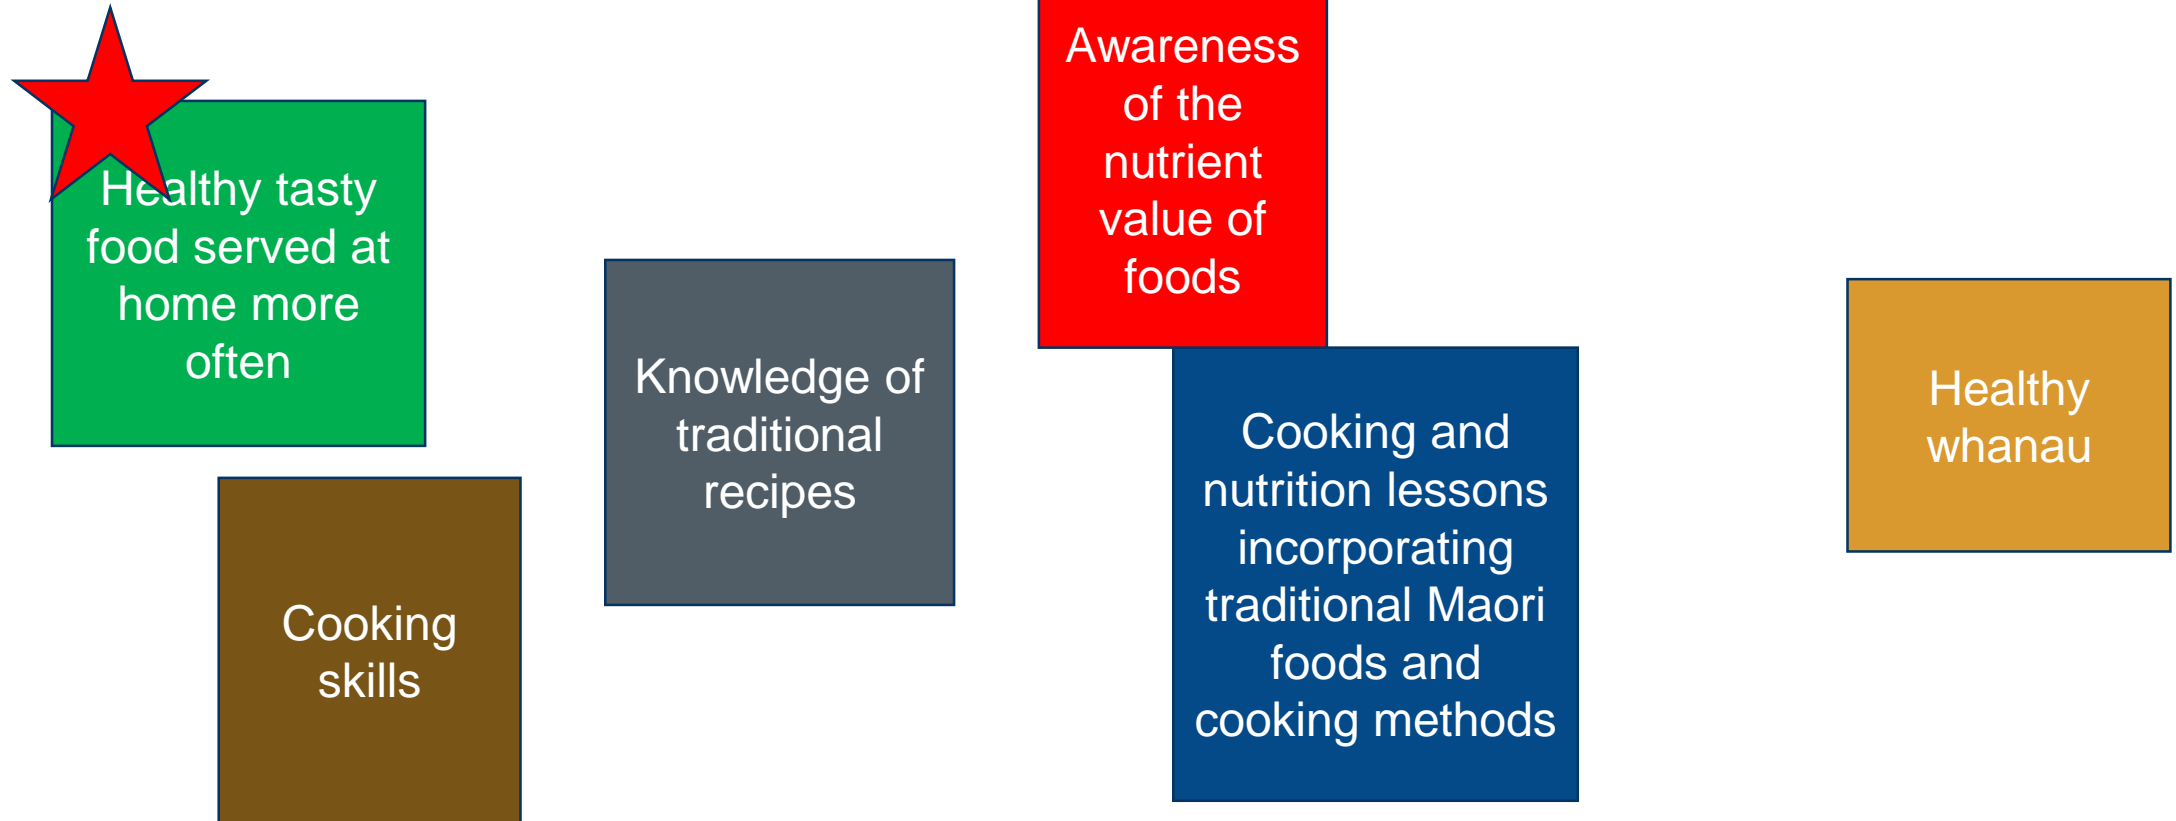 Healthy tasty
food served at
home more
often
Cooking
skills
Knowledge of
traditional
recipes
Awareness
of the
nutrient
value of
foods
Cooking and
nutrition lessons
incorporating
traditional Maori
foods and
cooking methods
Healthy
whanau